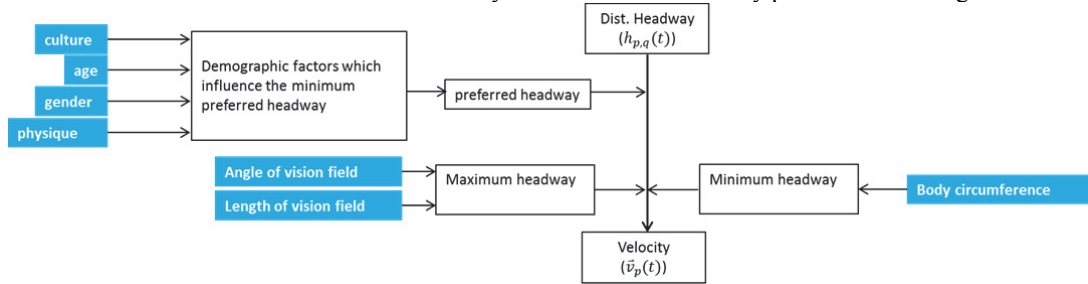 culture
age
gender
physique
Demographic factors which
influence the minimum
preferred headway
preferred headway
Dist. Headway
(h_{p,q}(t))
Angle of vision field
Length of vision field
Maximum headway
Minimum headway
Body circumference
Velocity
(v⃗_p(t))